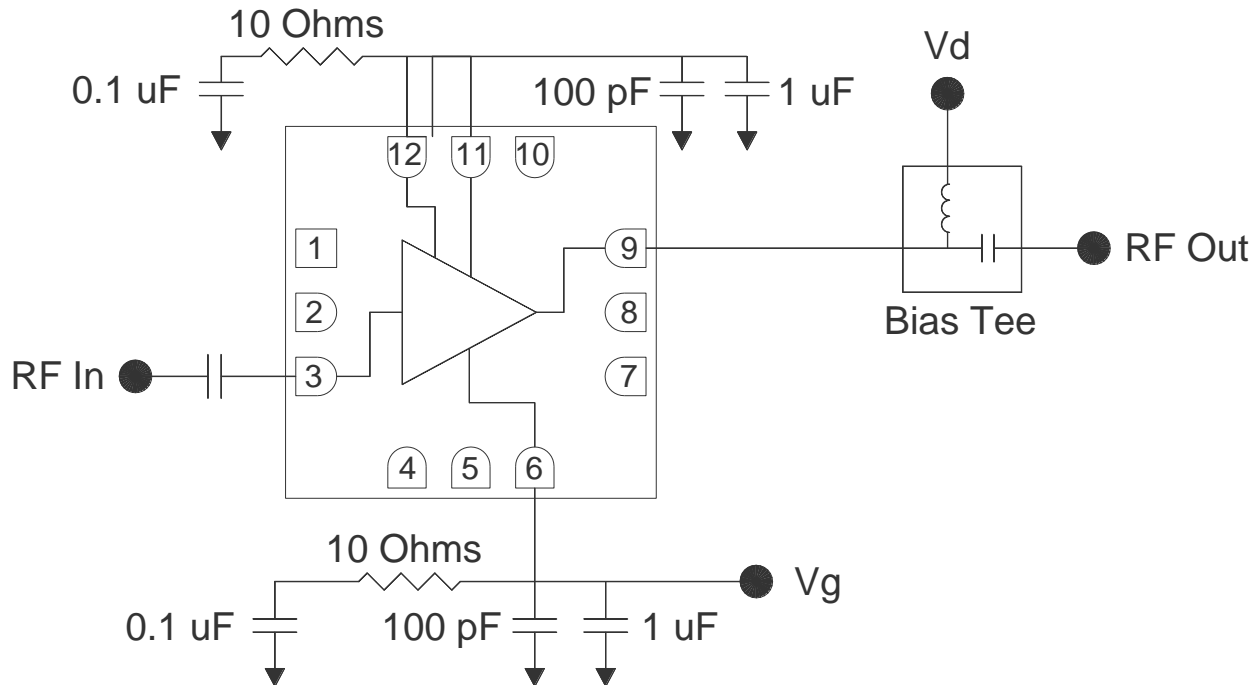 10 Ohms
0.1 uF
100 pF
1 uF
Vd
12
11
10
1
9
RF Out
2
8
Bias Tee
RF In
3
7
4
5
6
10 Ohms
Vg
0.1 uF
100 pF
1 uF